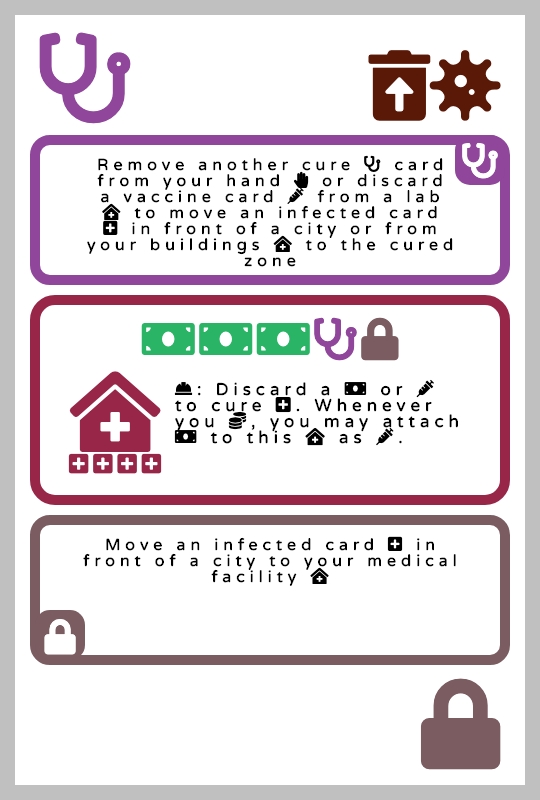 Remove another cure card
from your hand or discard
a vaccine card from a lab
to move an infected card
in front of a city or from
your buildings to the cured
zone
: Discard a or
to cure . Whenever
you , you may attach
to this as .
Move an infected card in
front of a city to your medical
facility